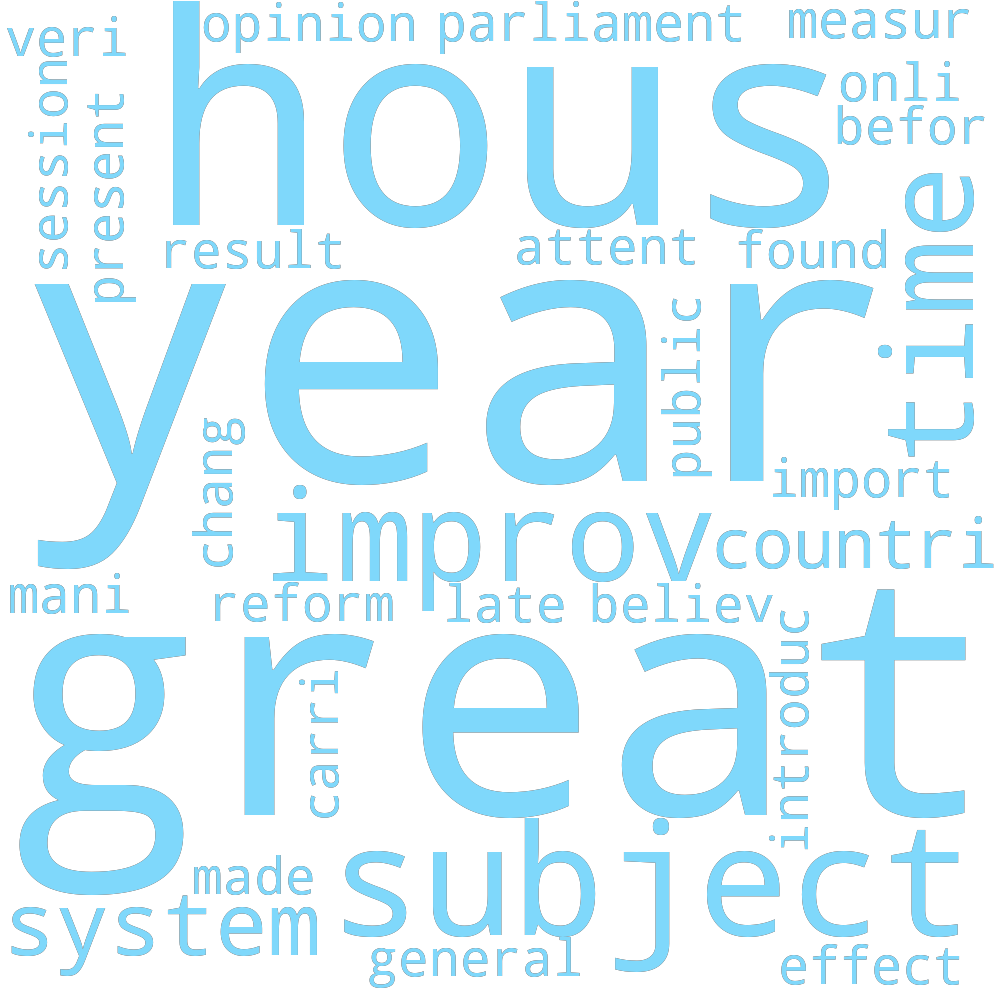 veri
opinion
parliament
measur
hous
session
present
onli
befor
time
result
attent
found
year
public
chang
import
improv
countri
mani
reform
late
believ
great
carri
introduc
subject
made
system
general
effect